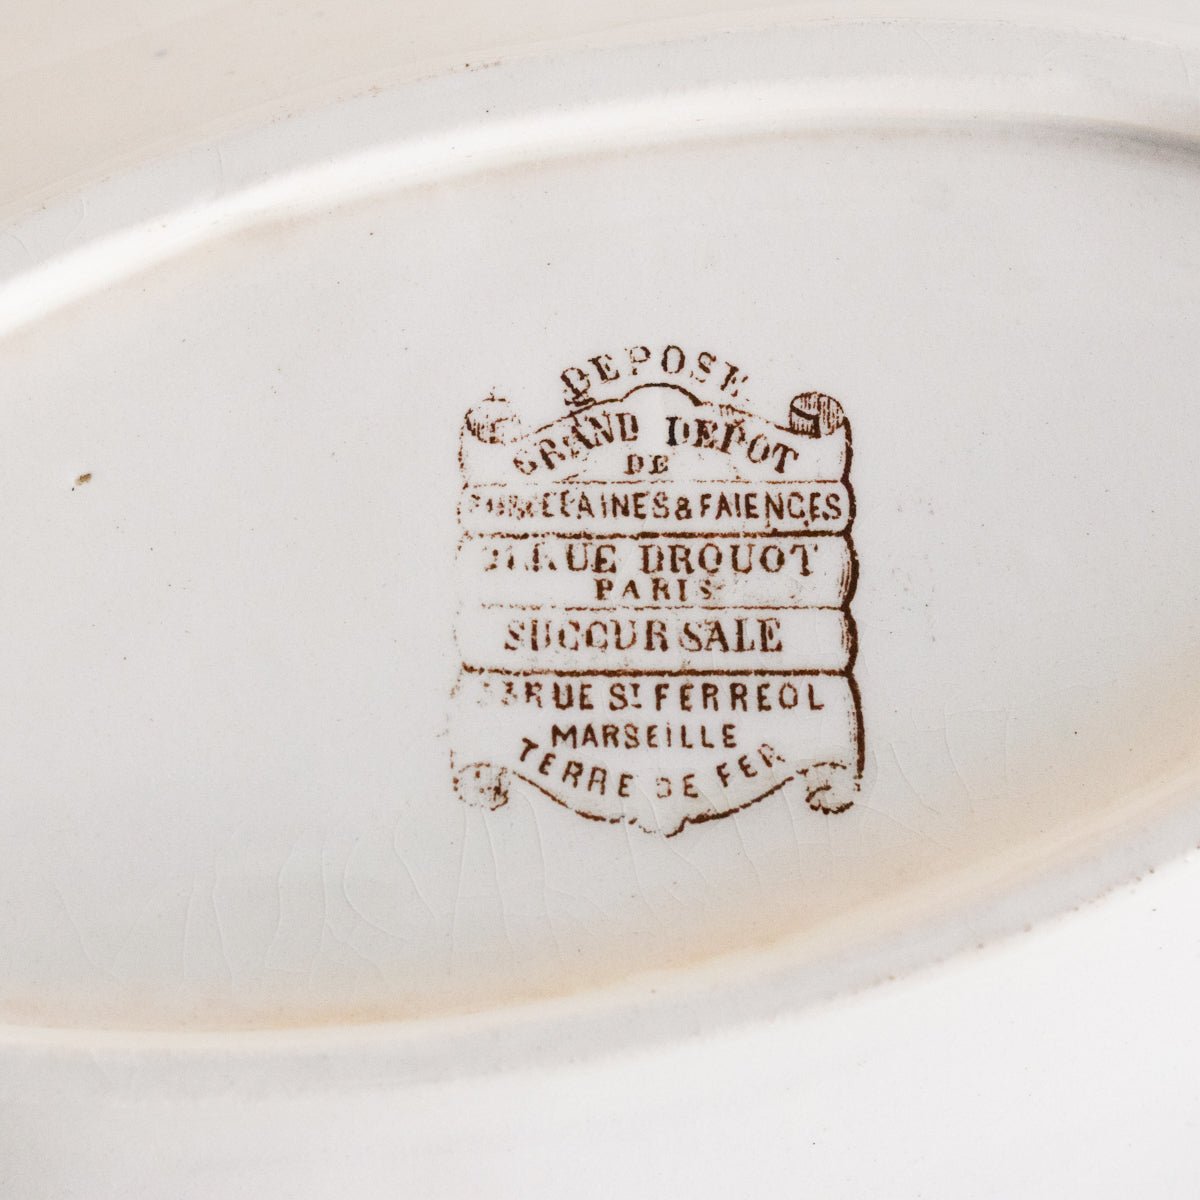 DEPOSE
GRAND DEPOT
DE
PORCELAINES & FAIENCES
RUE DROUOT
PARIS
SUCCURSALE
RUE ST FERREOL
MARSEILLE
TERRE DE FER